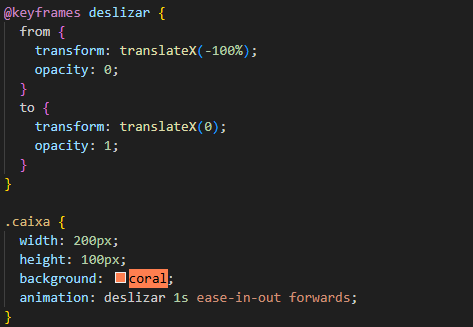 @keyframes deslizar {
  from {
    transform: translateX(-100%);
    opacity: 0;
  }
  to {
    transform: translateX(0);
    opacity: 1;
  }
}

.caixa {
  width: 200px;
  height: 100px;
  background: coral;
  animation: deslizar 1s ease-in-out forwards;
}